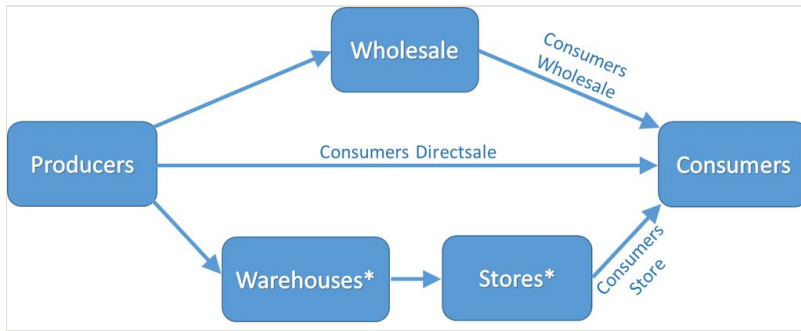 Wholesale
Consumers
Wholesale
Producers
Consumers Directsale
Consumers
Warehouses*
Stores*
Consumers
Store